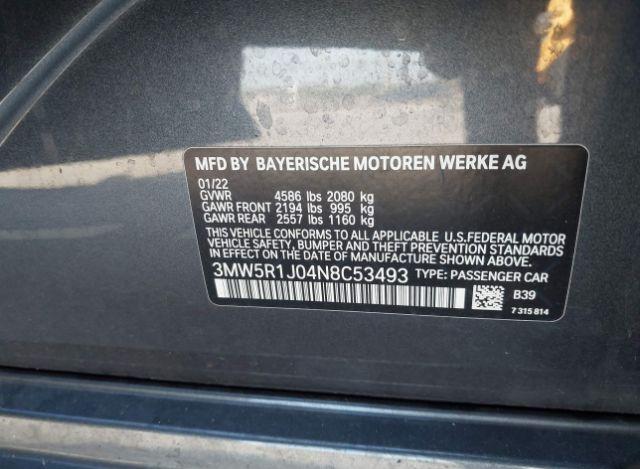 MFD BY BAYERISCHE MOTOREN WERKE AG
01/22
GVWR 4586 lbs 2080 kg
GAWR FRONT 2194 lbs 995 kg
GAWR REAR 2557 lbs 1160 kg
THIS VEHICLE CONFORMS TO ALL APPLICABLE U.S.FEDERAL MOTOR
VEHICLE SAFETY, BUMPER AND THEFT PREVENTION STANDARDS
IN EFFECT ON THE DATE OF MANUFACTURE SHOWN ABOVE.
3MW5R1J04N8C53493 TYPE: PASSENGER CAR
B39
7 315 814